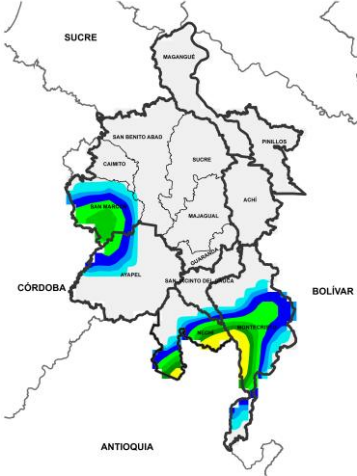 SUCRE
MAGANGUÉ
SAN BENITO ABAD
PINILLOS
CAIMITO
SUCRE
ACHÍ
SAN MARCOS
MAJAGUAL
GUARANDA
AYAPEL
SAN JACINTO DEL CAUCA
CÓRDOBA
BOLÍVAR
MONTECRISTO
NECHÍ
ANTIOQUIA